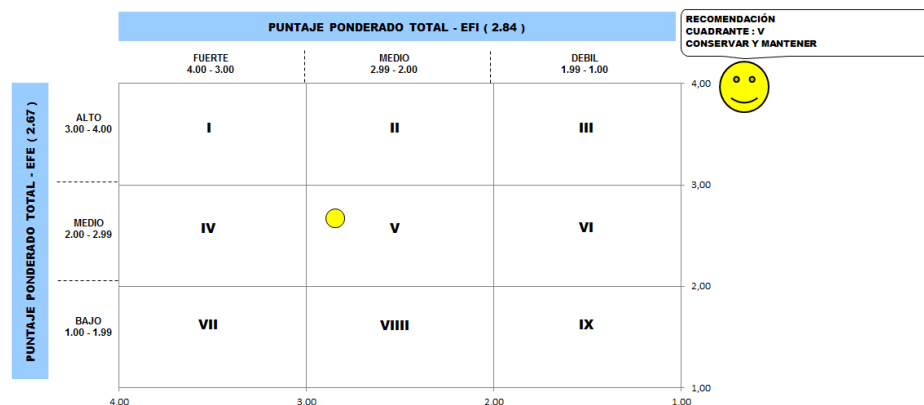 PUNTAJE PONDERADO TOTAL - EFI ( 2.84 )
RECOMENDACIÓN
CUADRANTE : V
CONSERVAR Y MANTENER
FUERTE
4.00 - 3.00
MEDIO
2.99 - 2.00
DEBIL
1.99 - 1.00
PUNTAJE PONDERADO TOTAL - EFE ( 2.67 )
4,00
ALTO
3.00 - 4.00
I
II
III
3,00
MEDIO
2.00 - 2.99
IV
V
VI
2,00
BAJO
1.00 - 1.99
VII
VIIII
IX
1,00
4.00
3.00
2.00
1.00